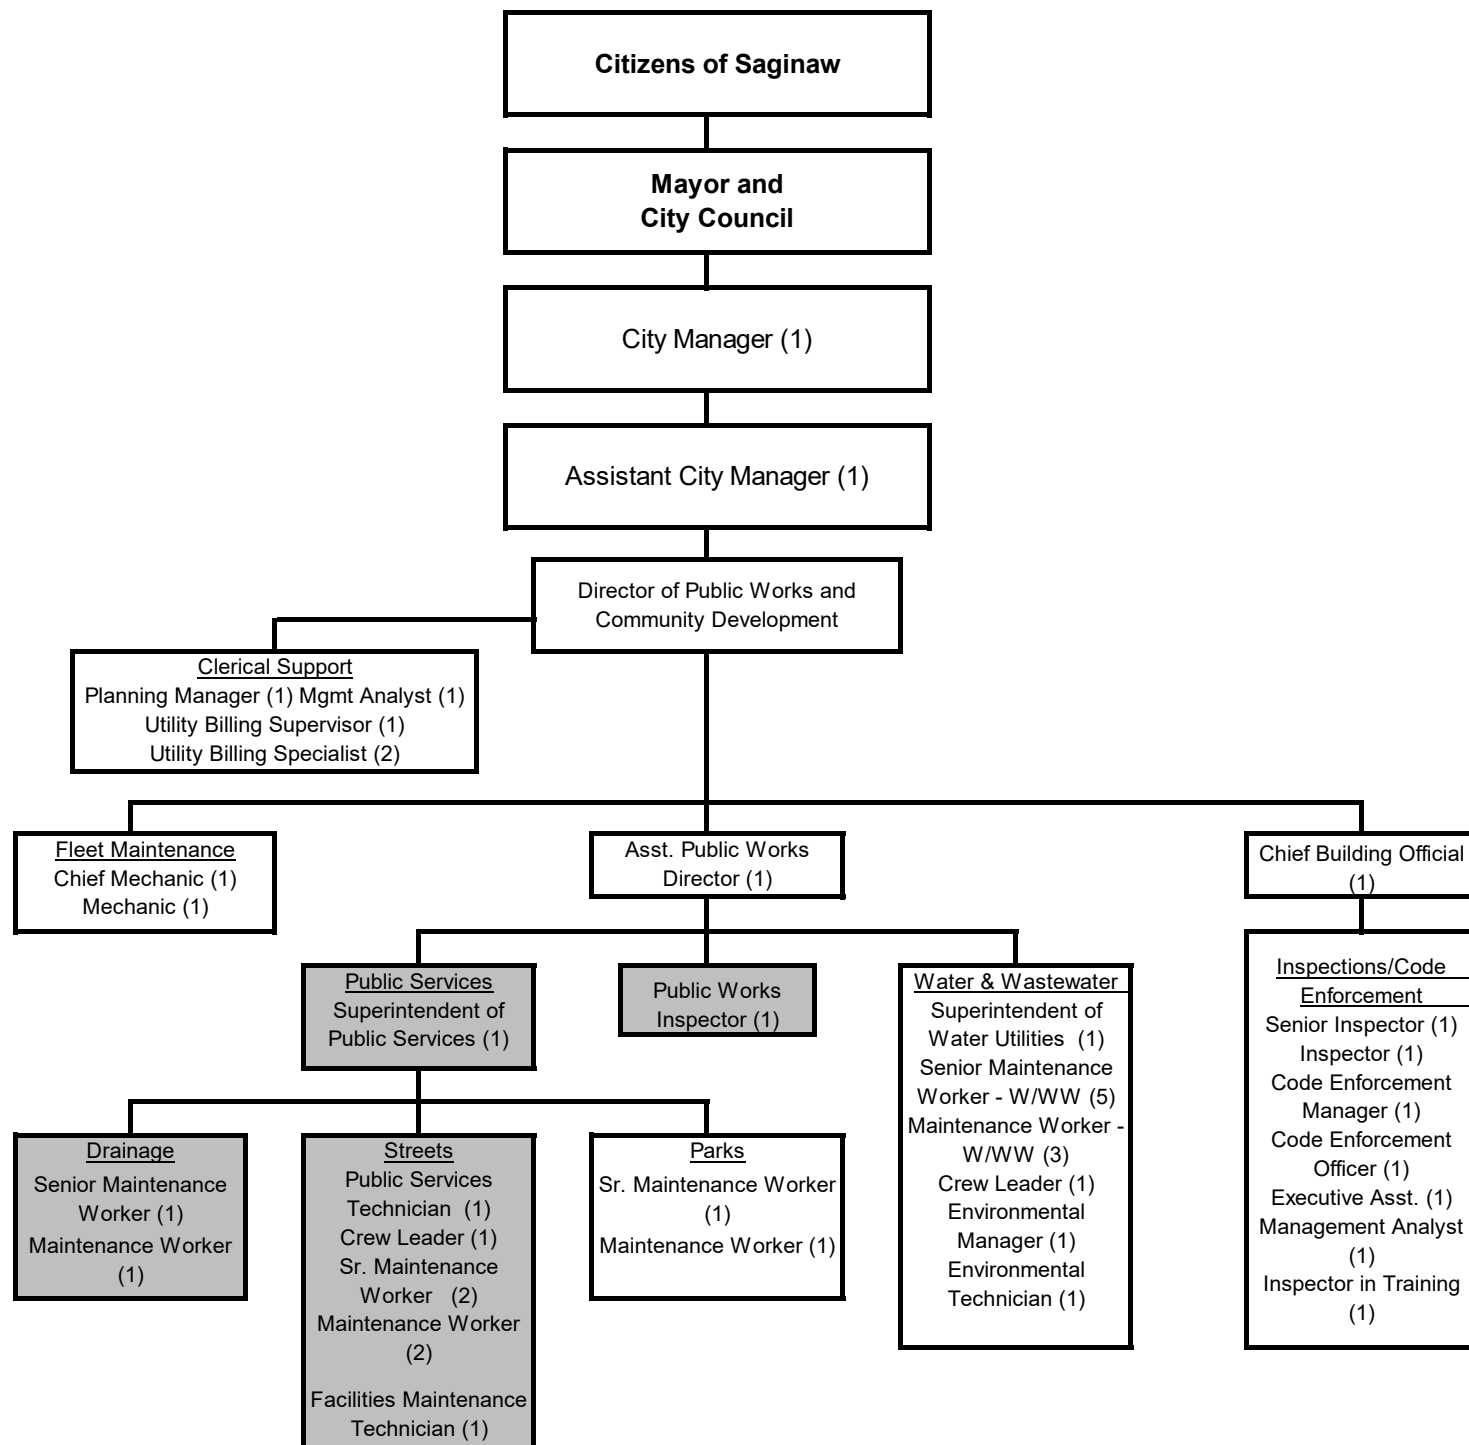 Citizens of Saginaw
Mayor and
City Council
City Manager (1)
Assistant City Manager (1)
Director of Public Works and
Community Development
Clerical Support
Planning Manager (1) Mgmt Analyst (1)
Utility Billing Supervisor (1)
Utility Billing Specialist (2)
Fleet Maintenance
Chief Mechanic (1)
Mechanic (1)
Asst. Public Works
Director (1)
Chief Building Official
(1)
Public Services
Superintendent of
Public Services (1)
Public Works
Inspector (1)
Water & Wastewater
Superintendent of
Water Utilities (1)
Senior Maintenance
Worker - W/WW (5)
Maintenance Worker -
W/WW (3)
Crew Leader (1)
Environmental
Manager (1)
Environmental
Technician (1)
Inspections/Code
Enforcement
Senior Inspector (1)
Inspector (1)
Code Enforcement
Manager (1)
Code Enforcement
Officer (1)
Executive Asst. (1)
Management Analyst
(1)
Inspector in Training
(1)
Drainage
Senior Maintenance
Worker (1)
Maintenance Worker
(1)
Streets
Public Services
Technician (1)
Crew Leader (1)
Sr. Maintenance
Worker (2)
Maintenance Worker
(2)
Facilities Maintenance
Technician (1)
Parks
Sr. Maintenance Worker
(1)
Maintenance Worker (1)